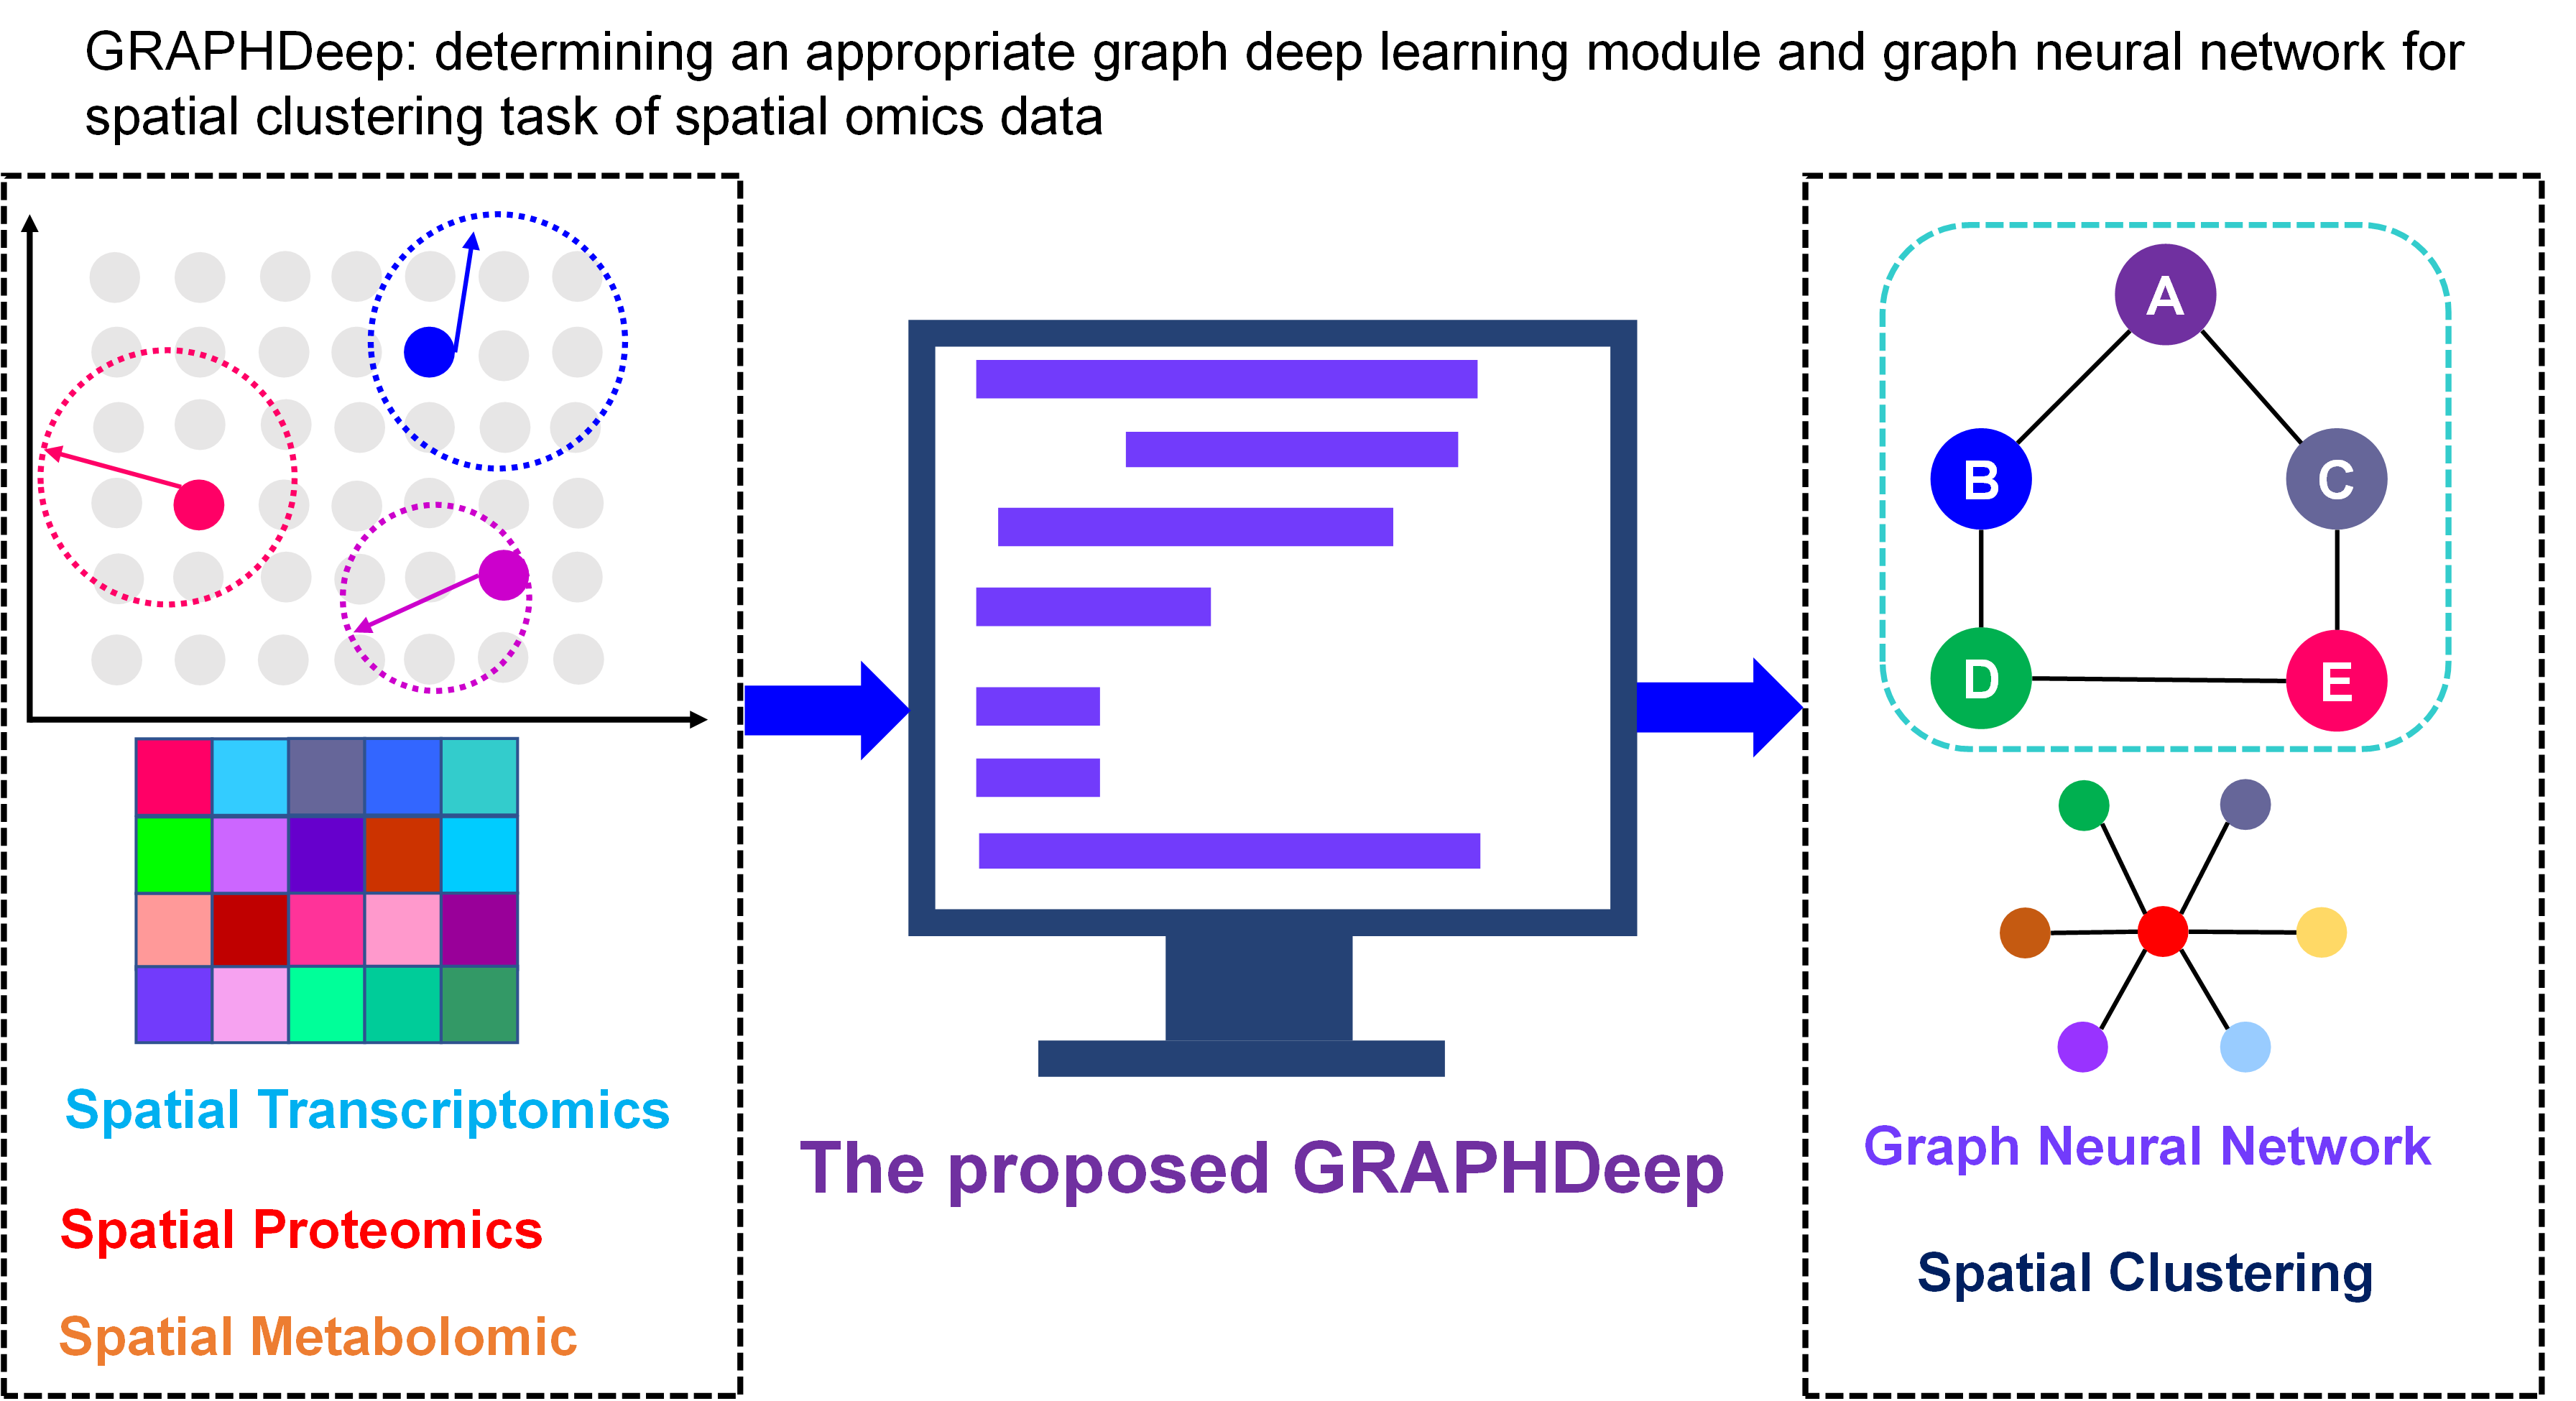 GRAPHDeep: determining an appropriate graph deep learning module and graph neural network for
spatial clustering task of spatial omics data
Spatial Transcriptomics
Spatial Proteomics
Spatial Metabolomic
The proposed GRAPHDeep
A
B
C
D
E
Graph Neural Network
Spatial Clustering